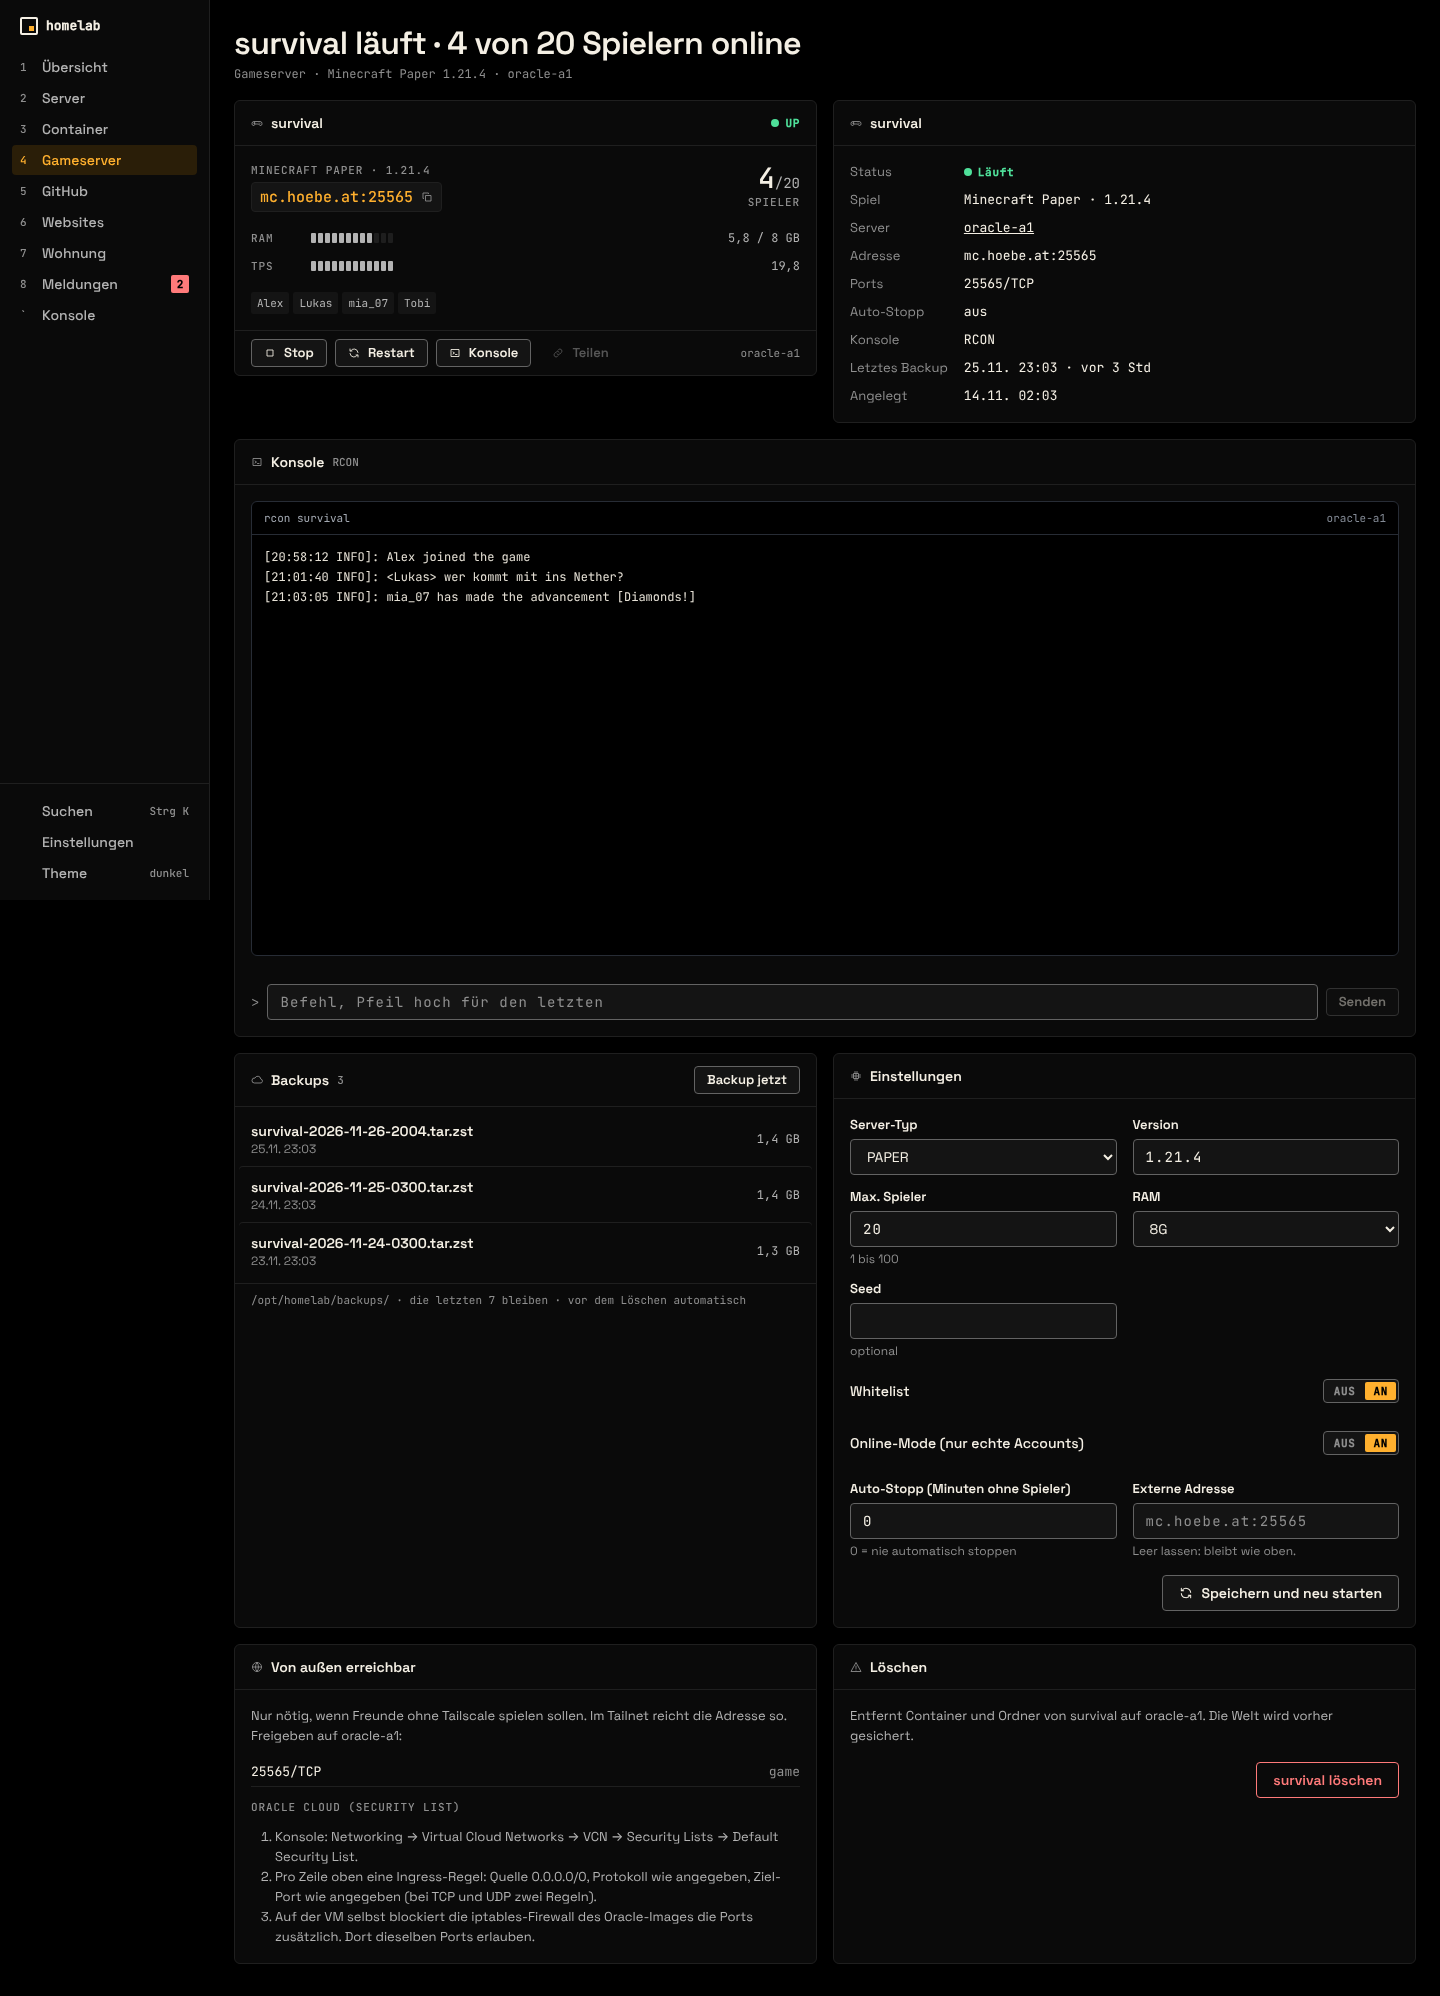 homelab
1 Übersicht
2 Server
3 Container
4 Gameserver
5 GitHub
6 Websites
7 Wohnung
8 Meldungen 2
` Konsole
Suchen Strg K
Einstellungen
Theme dunkel
survival läuft · 4 von 20 Spielern online
Gameserver · Minecraft Paper 1.21.4 · oracle-a1
survival UP
MINECRAFT PAPER · 1.21.4
mc.hoebe.at:25565
4/20
SPIELER
RAM 5,8 / 8 GB
TPS 19,8
Alex Lukas mia_07 Tobi
Stop Restart Konsole Teilen oracle-a1
survival
Status Läuft
Spiel Minecraft Paper · 1.21.4
Server oracle-a1
Adresse mc.hoebe.at:25565
Ports 25565/TCP
Auto-Stopp aus
Konsole RCON
Letztes Backup 25.11. 23:03 · vor 3 Std
Angelegt 14.11. 02:03
Konsole RCON
rcon survival oracle-a1
[20:58:12 INFO]: Alex joined the game
[21:01:40 INFO]: <Lukas> wer kommt mit ins Nether?
[21:03:05 INFO]: mia_07 has made the advancement [Diamonds!]
> Befehl, Pfeil hoch für den letzten Senden
Backups 3 Backup jetzt
survival-2026-11-26-2004.tar.zst
25.11. 23:03
1,4 GB
survival-2026-11-25-0300.tar.zst
24.11. 23:03
1,4 GB
survival-2026-11-24-0300.tar.zst
23.11. 23:03
1,3 GB
/opt/homelab/backups/ · die letzten 7 bleiben · vor dem Löschen automatisch
Einstellungen
Server-Typ Version
PAPER 1.21.4
Max. Spieler RAM
20 8G
1 bis 100
Seed
optional
Whitelist AUS AN
Online-Mode (nur echte Accounts) AUS AN
Auto-Stopp (Minuten ohne Spieler) Externe Adresse
0 mc.hoebe.at:25565
0 = nie automatisch stoppen Leer lassen: bleibt wie oben.
Speichern und neu starten
Von außen erreichbar
Nur nötig, wenn Freunde ohne Tailscale spielen sollen. Im Tailnet reicht die Adresse so.
Freigeben auf oracle-a1:
25565/TCP game
ORACLE CLOUD (SECURITY LIST)
1. Konsole: Networking → Virtual Cloud Networks → VCN → Security Lists → Default
Security List.
2. Pro Zeile oben eine Ingress-Regel: Quelle 0.0.0.0/0, Protokoll wie angegeben, Ziel-
Port wie angegeben (bei TCP und UDP zwei Regeln).
3. Auf der VM selbst blockiert die iptables-Firewall des Oracle-Images die Ports
zusätzlich. Dort dieselben Ports erlauben.
Löschen
Entfernt Container und Ordner von survival auf oracle-a1. Die Welt wird vorher
gesichert.
survival löschen